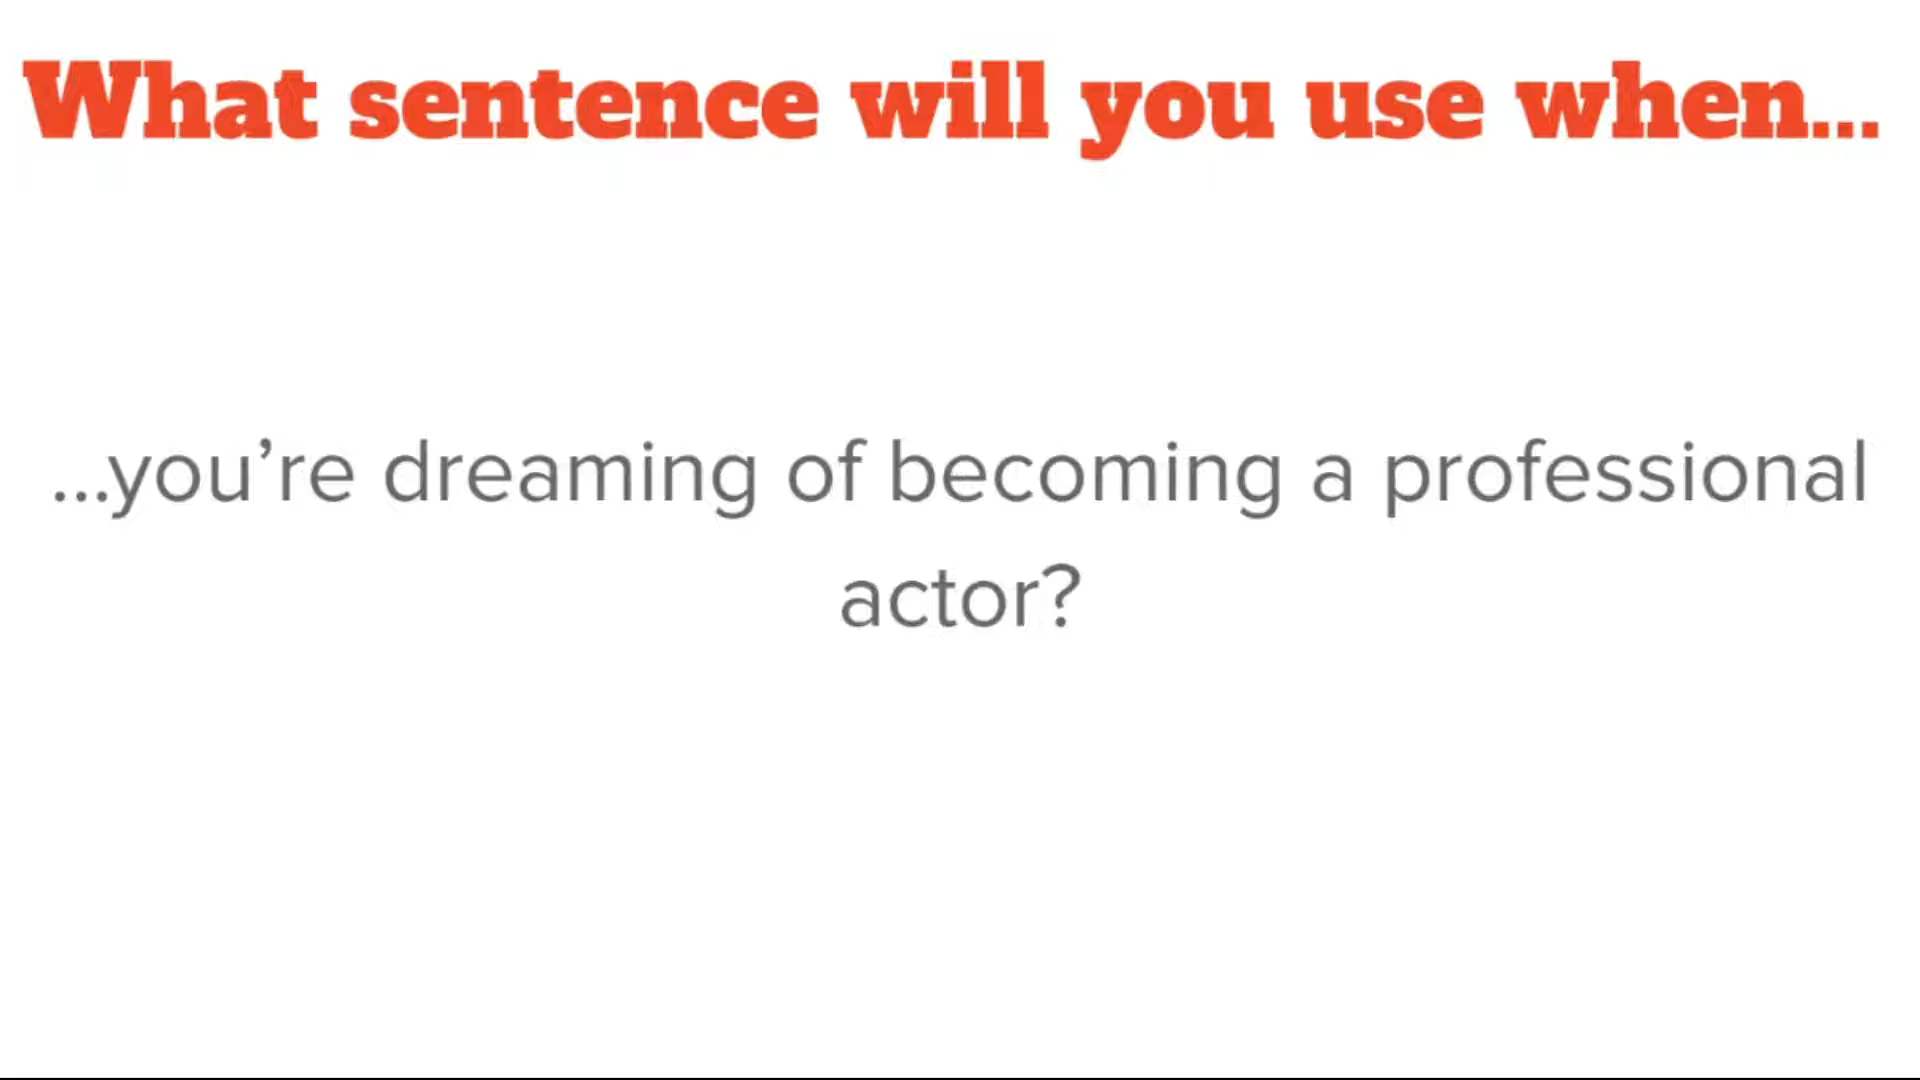 What sentence will you use when...
...you’re dreaming of becoming a professional
actor?